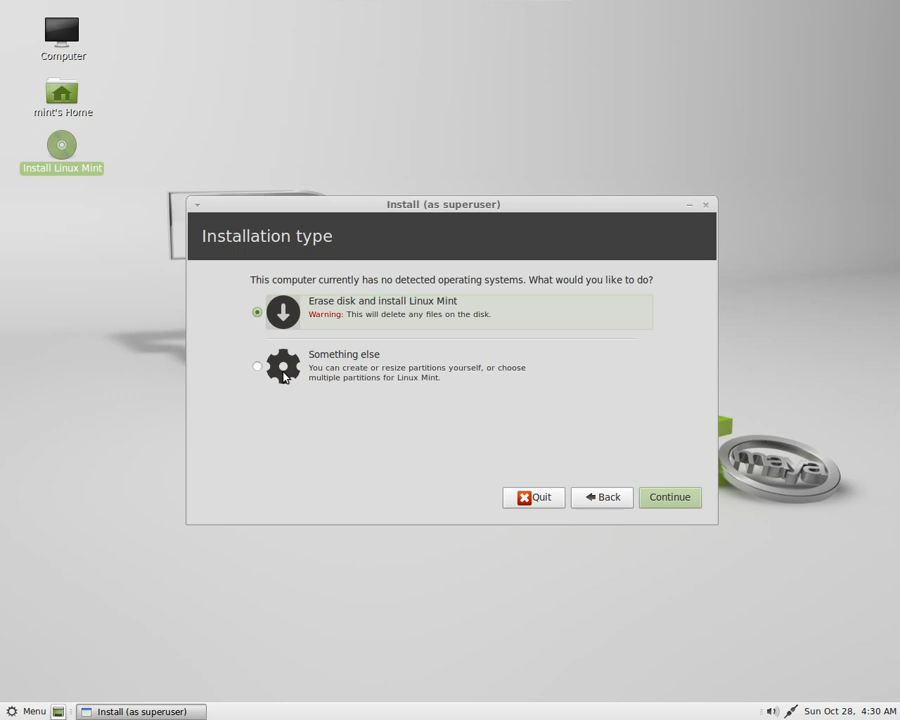 Computer
mint's Home
Install Linux Mint
Install (as superuser)
Installation type
This computer currently has no detected operating systems. What would you like to do?
Erase disk and install Linux Mint
Warning: This will delete any files on the disk.
Something else
You can create or resize partitions yourself, or choose
multiple partitions for Linux Mint.
Quit
Back
Continue
maya
Menu
Install (as superuser)
Sun Oct 28, 4:30 AM